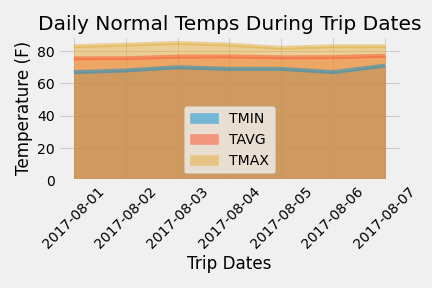 Daily Normal Temps During Trip Dates
Temperature (F)
80
60
40
20
0
TMIN
TAVG
TMAX
2017-08-01
2017-08-02
2017-08-03
2017-08-04
2017-08-05
2017-08-06
2017-08-07
Trip Dates